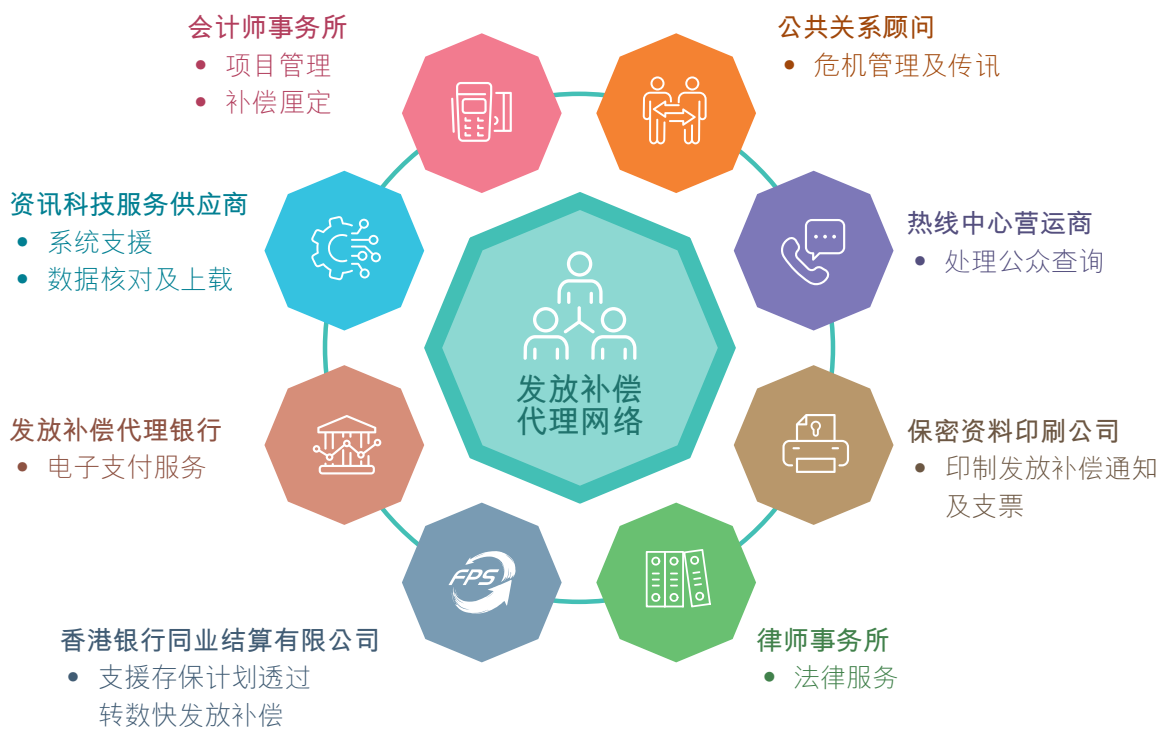 会计师事务所
• 项目管理
• 补偿厘定
公共关系顾问
• 危机管理及传讯
资讯科技服务供应商
• 系统支援
• 数据核对及上载
热线中心营运商
• 处理公众查询
发放补偿
代理网络
发放补偿代理银行
• 电子支付服务
保密资料印刷公司
• 印制发放补偿通知
及支票
FPS
香港银行同业结算有限公司
• 支援存保计划透过
转数快发放补偿
律师事务所
• 法律服务